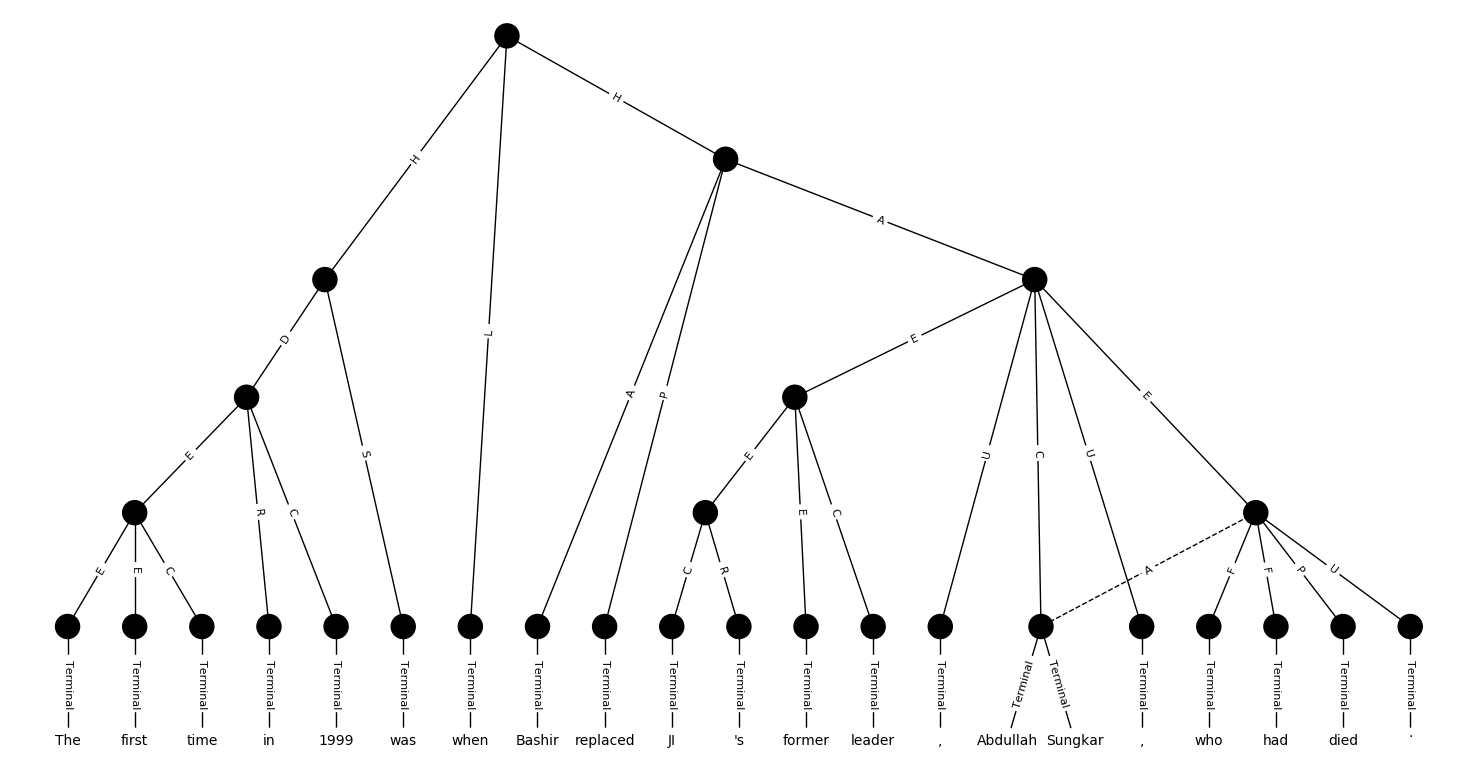 H
H
A
H
D
E
L
E
A
P
E
S
E
U
C
U
R
C
E
C
E
E
C
C
R
A
F
F
P
U
Terminal Terminal Terminal Terminal Terminal Terminal Terminal Terminal Terminal Terminal Terminal Terminal Terminal Terminal Terminal Terminal Terminal Terminal Terminal Terminal Terminal
The first time in 1999 was when Bashir replaced JI 's former leader , Abdullah Sungkar , who had died .